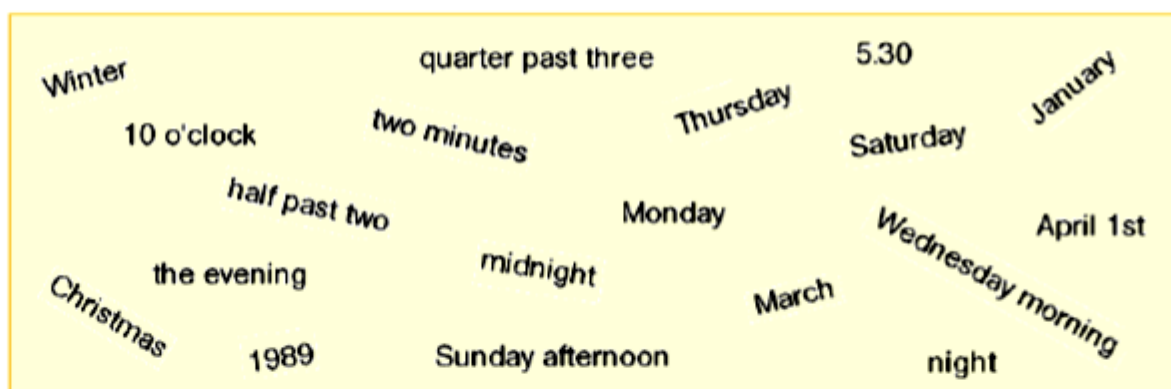 Winter
quarter past three
5.30
January
10 o'clock
two minutes
Thursday
Saturday
half past two
Monday
Wednesday morning
April 1st
the evening
midnight
March
Christmas
1989
Sunday afternoon
night